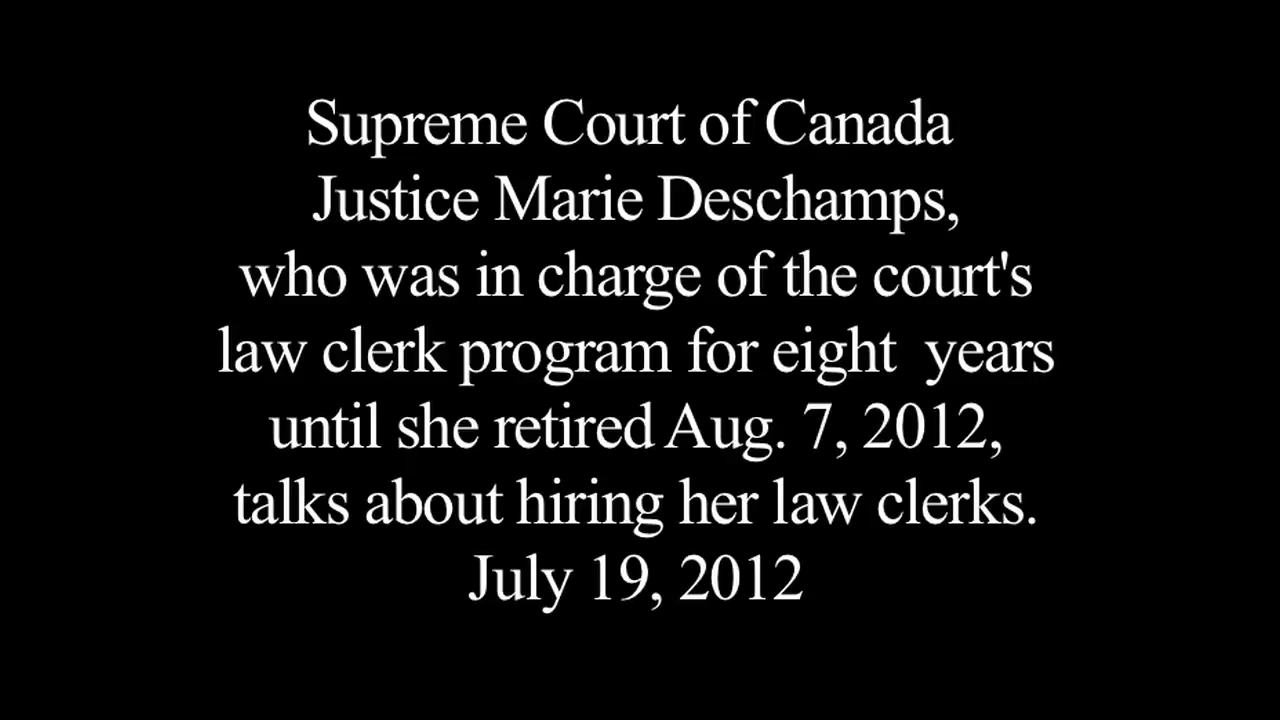 Supreme Court of Canada
Justice Marie Deschamps,
who was in charge of the court's
law clerk program for eight  years
until she retired Aug. 7, 2012,
talks about hiring her law clerks.
July 19, 2012